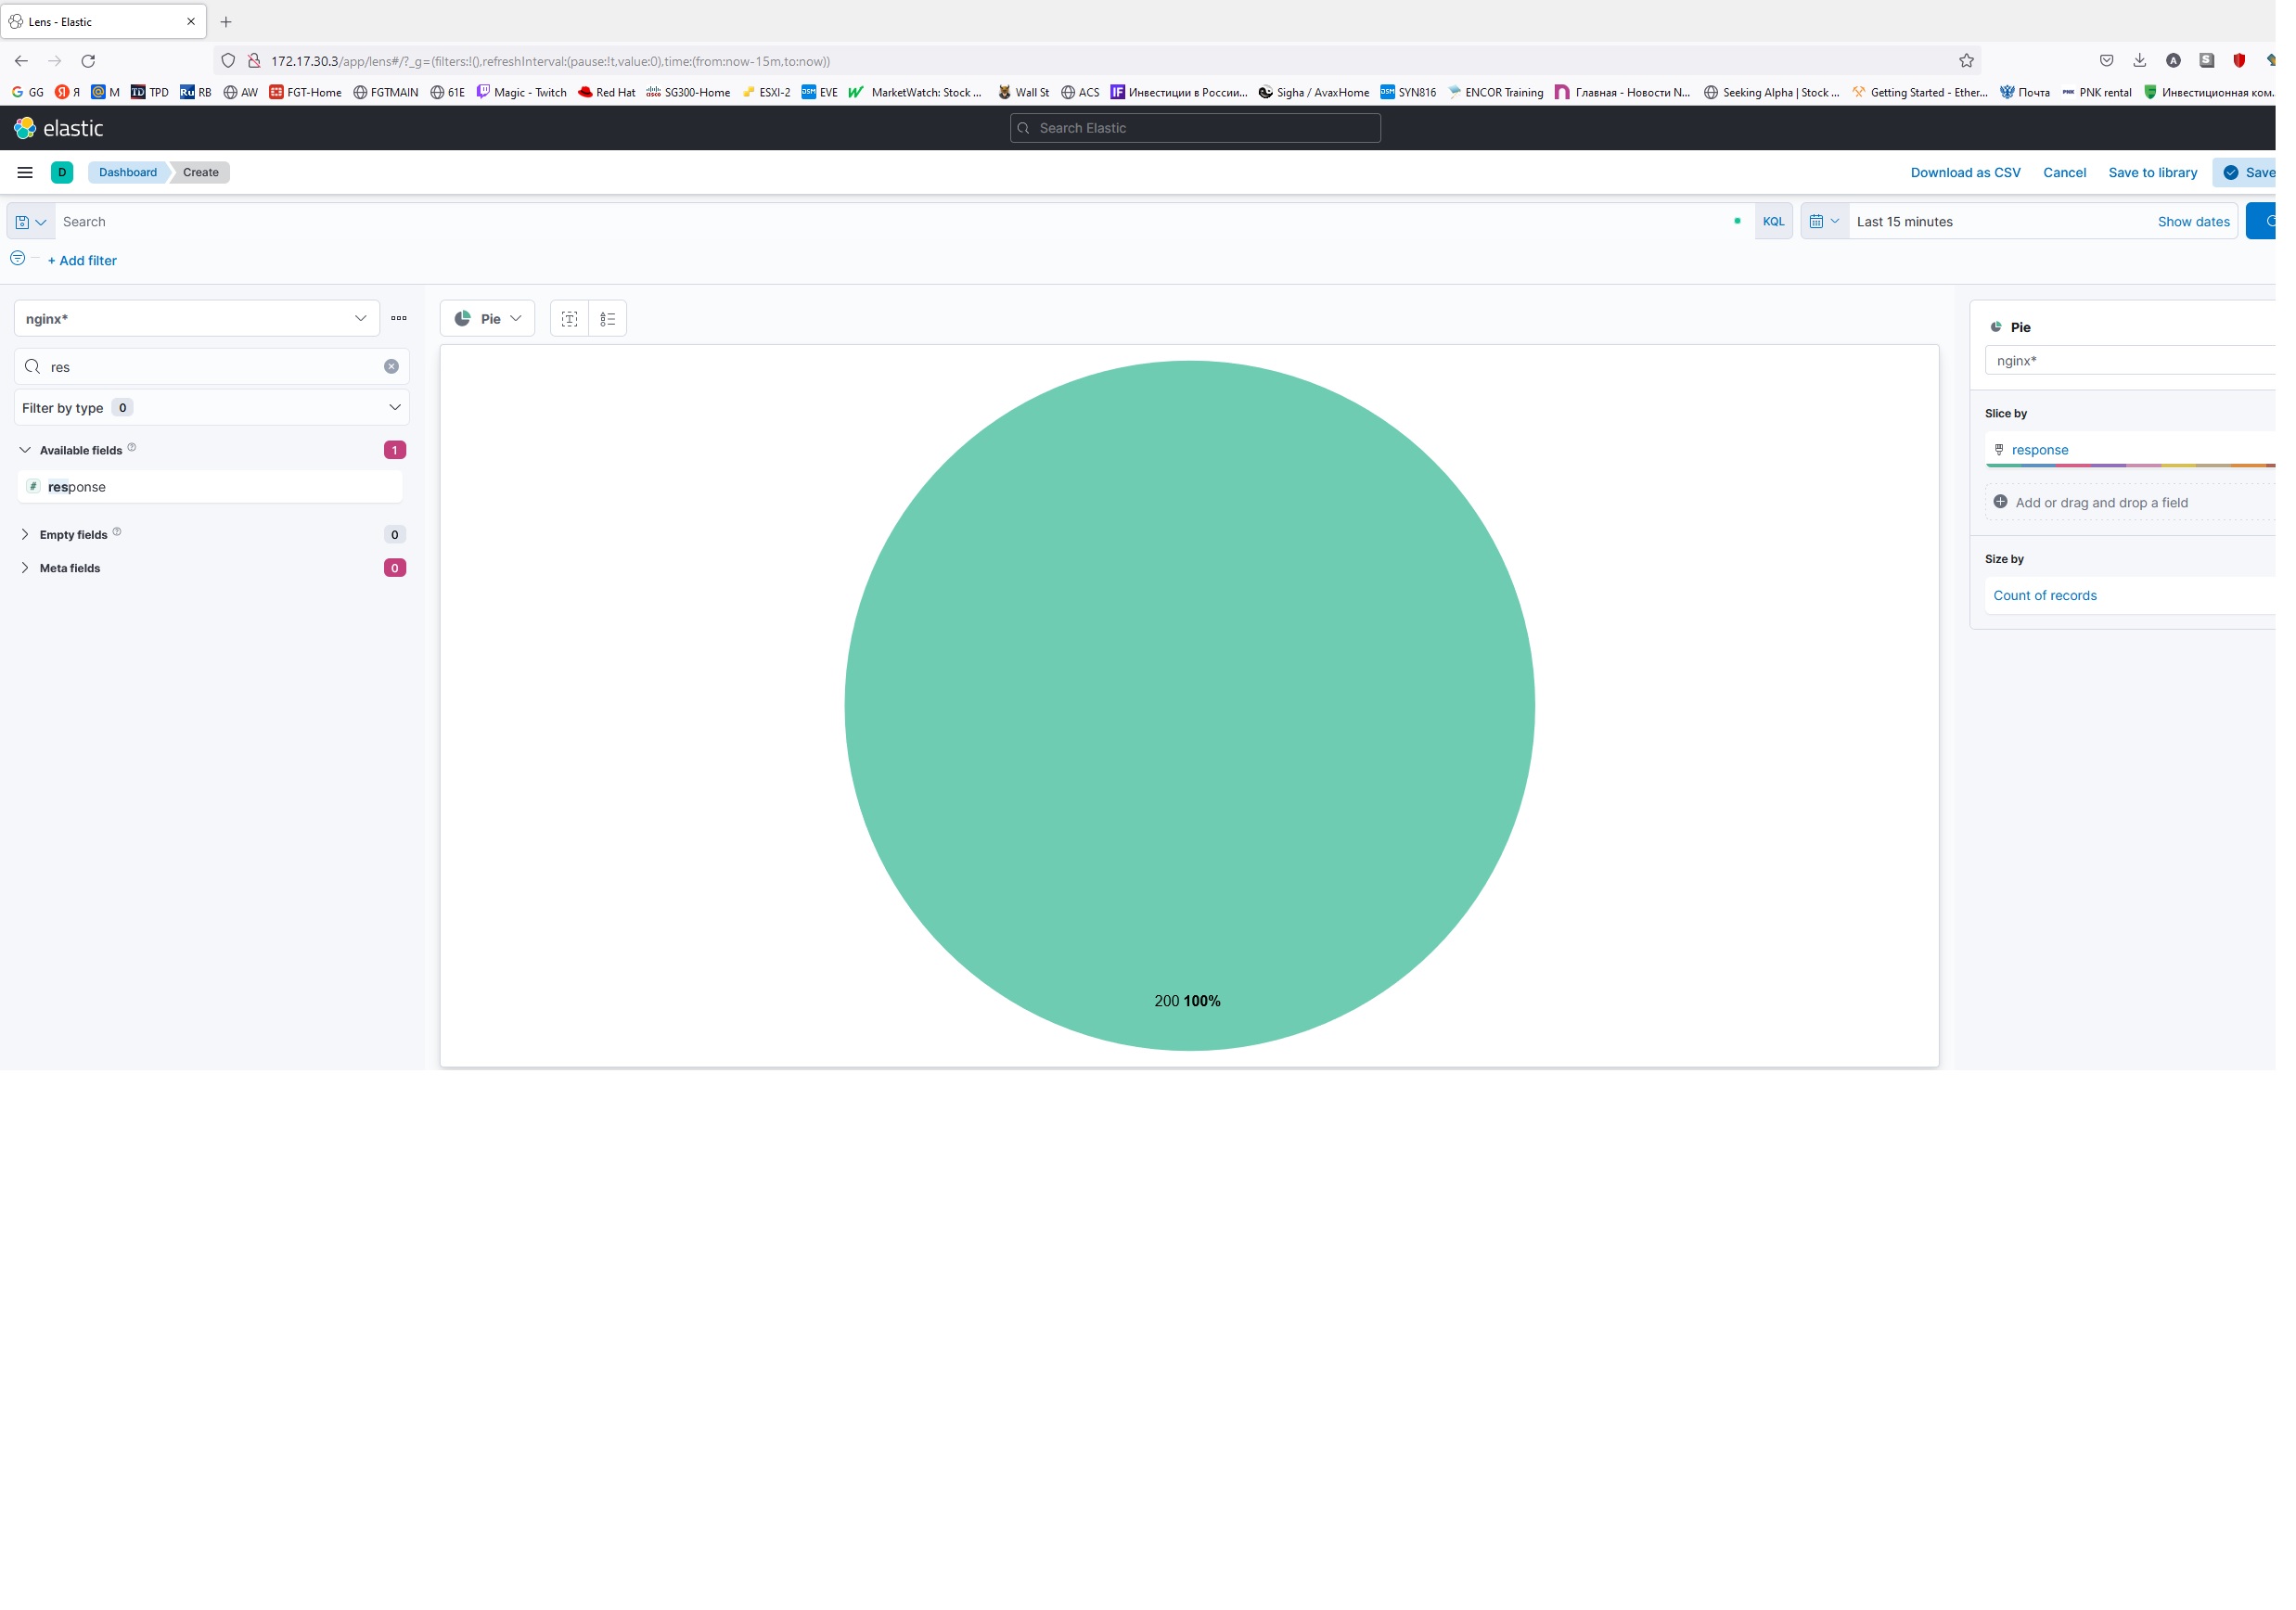 Lens - Elastic
172.17.30.3/app/lens#/?_g=(filters:!(),refreshInterval:(pause:!t,value:0),time:(from:now-15m,to:now))
GG Я M TPD RB AW FGT-Home FGTMAIN 61E Magic - Twitch Red Hat SG300-Home ESXI-2 EVE MarketWatch: Stock ... Wall St ACS Инвестиции в России... Sigha / AvaxHome SYN816 ENCOR Training Главная - Новости N... Seeking Alpha | Stock ... Getting Started - Ether... Почта PNK rental Инвестиционная ком...
elastic
Search Elastic
D Dashboard Create Download as CSV Cancel Save to library Save
Search KQL Last 15 minutes Show dates
+ Add filter
nginx*
Pie
Pie
nginx*
res
Filter by type 0
Slice by
Available fields 1
response
# response
Add or drag and drop a field
Empty fields 0
Size by
Meta fields 0
Count of records
200 100%